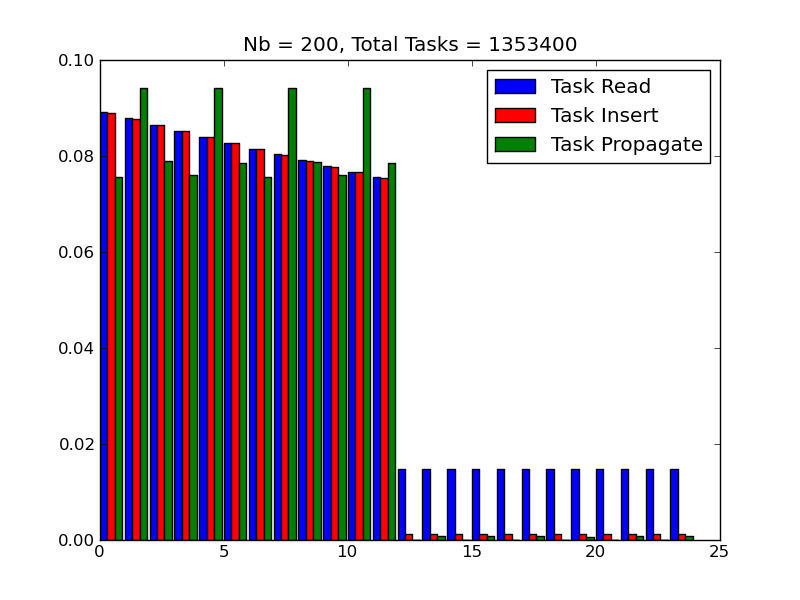 Nb = 200, Total Tasks = 1353400
0.10
0.08
0.06
0.04
0.02
0.00
Task Read
Task Insert
Task Propagate
0 5 10 15 20 25